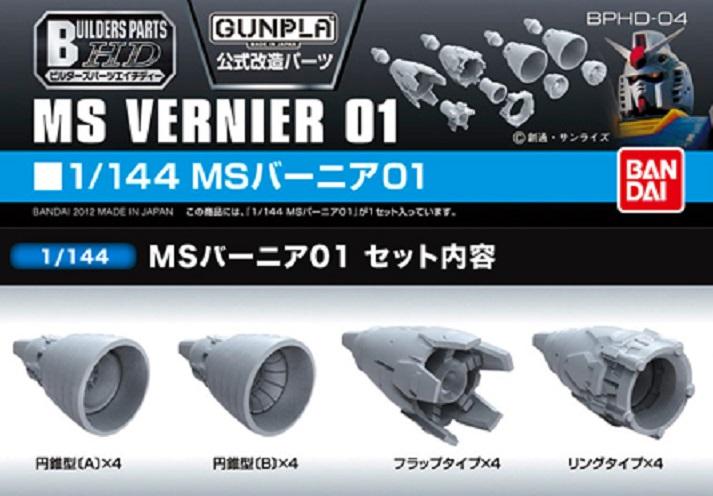 BUILDERS PARTS
HD
ビルダーズパーツエイチディー
GUNPLA
MADE IN JAPAN
公式改造パーツ
BPHD-04
MS VERNIER 01
©創通・サンライズ
■1/144 MSバーニア01
BAN
DAI
BANDAI 2012 MADE IN JAPAN この商品には、「1/144 MSバーニア01」が1セット入っています。
1/144 MSバーニア01 セット内容
円錐型〔A〕×4 円錐型〔B〕×4 フラップタイプ×4 リングタイプ×4